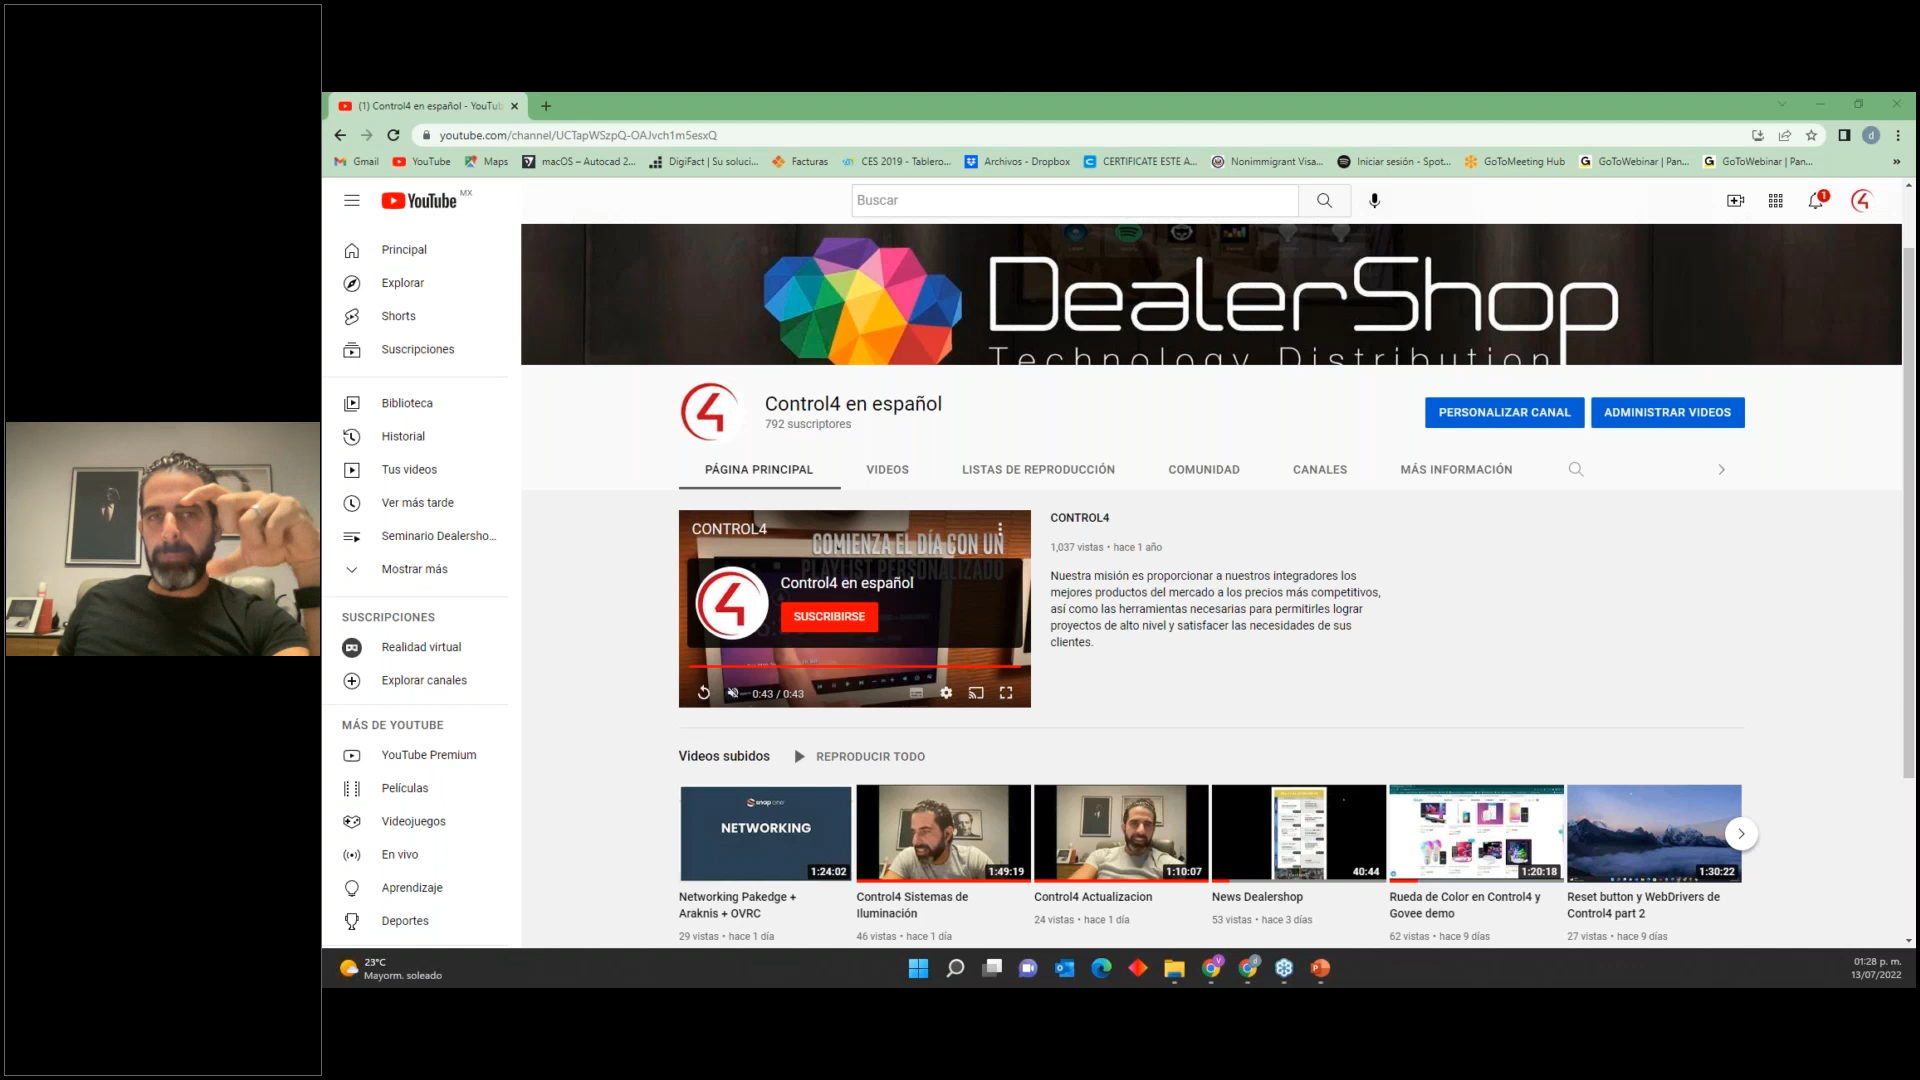 (1) Control4 en español - YouTub
youtube.com/channel/UCTapWSzpQ-OAJvch1m5esxQ
Gmail YouTube Maps macOS – Autocad 2... DigiFact | Su soluci... Facturas CES 2019 - Tablero... Archivos - Dropbox CERTIFICATE ESTE A... Nonimmigrant Visa... Iniciar sesión - Spot... GoToMeeting Hub GoToWebinar | Pan... GoToWebinar | Pan...
YouTube MX
Buscar
1
Principal
Explorar
Shorts
Suscripciones
Biblioteca
Historial
Tus videos
Ver más tarde
Seminario Dealersho...
Mostrar más
SUSCRIPCIONES
Realidad virtual
Explorar canales
MÁS DE YOUTUBE
YouTube Premium
Películas
Videojuegos
En vivo
Aprendizaje
Deportes
DealerShop
Technology Distribution
Control4 en español
792 suscriptores
PERSONALIZAR CANAL
ADMINISTRAR VIDEOS
PÁGINA PRINCIPAL VIDEOS LISTAS DE REPRODUCCIÓN COMUNIDAD CANALES MÁS INFORMACIÓN
CONTROL4
COMIENZA EL DÍA CON UN
PLAYLIST PERSONALIZADO
Control4 en español
SUSCRIBIRSE
0:43 / 0:43
CONTROL4
1,037 vistas • hace 1 año
Nuestra misión es proporcionar a nuestros integradores los
mejores productos del mercado a los precios más competitivos,
así como las herramientas necesarias para permitirles lograr
proyectos de alto nivel y satisfacer las necesidades de sus
clientes.
Videos subidos
REPRODUCIR TODO
snap one
NETWORKING
1:24:02
Networking Pakedge +
Araknis + OVRC
29 vistas • hace 1 día
1:49:19
Control4 Sistemas de
Iluminación
46 vistas • hace 1 día
1:10:07
Control4 Actualizacion
24 vistas • hace 1 día
40:44
News Dealershop
53 vistas • hace 3 días
1:20:18
Rueda de Color en Control4 y
Govee demo
62 vistas • hace 9 días
1:30:22
Reset button y WebDrivers de
Control4 part 2
27 vistas • hace 9 días
23°C
Mayorm. soleado
01:28 p. m.
13/07/2022